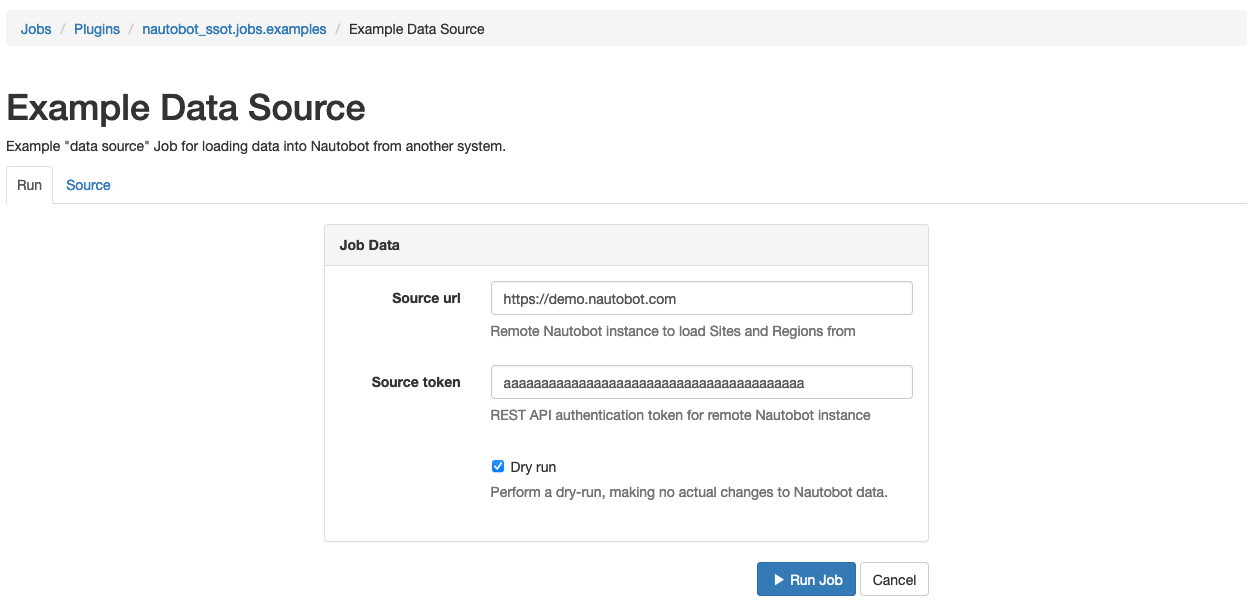 Jobs / Plugins / nautobot_ssot.jobs.examples / Example Data Source
Example Data Source
Example "data source" Job for loading data into Nautobot from another system.
Run Source
Job Data
Source url https://demo.nautobot.com
Remote Nautobot instance to load Sites and Regions from
Source token aaaaaaaaaaaaaaaaaaaaaaaaaaaaaaaaaaaaaaaa
REST API authentication token for remote Nautobot instance
Dry run
Perform a dry-run, making no actual changes to Nautobot data.
Run Job Cancel